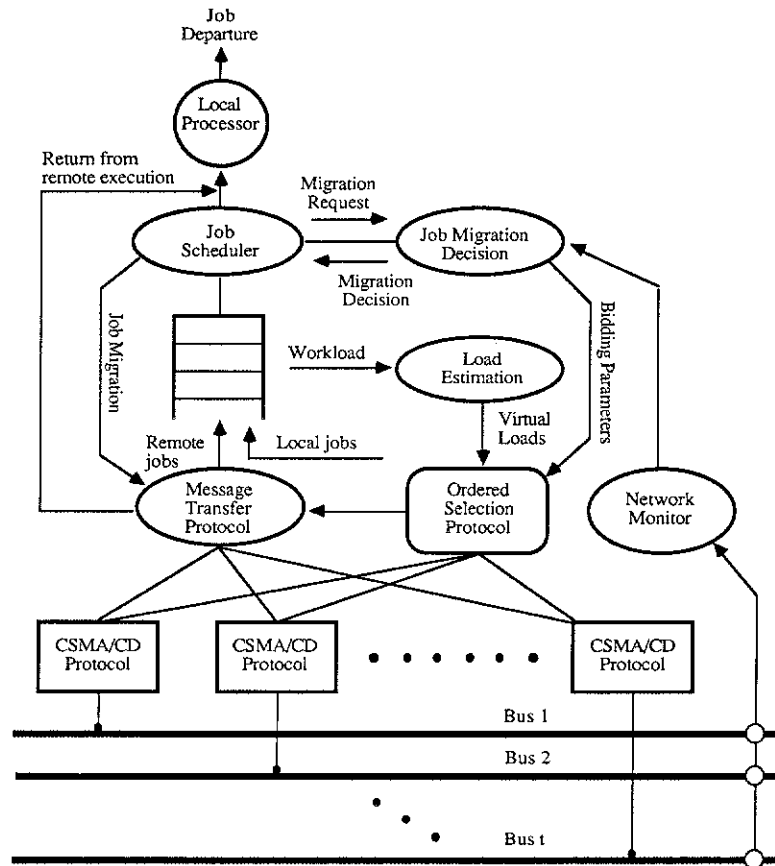 Job
Departure
Local
Processor
Return from
remote execution
Migration
Request
Job
Scheduler
Job Migration
Decision
Migration
Decision
Job Migration
Bidding Parameters
Workload
Load
Estimation
Virtual
Loads
Remote
jobs
Local jobs
Message
Transfer
Protocol
Ordered
Selection
Protocol
Network
Monitor
CSMA/CD
Protocol
CSMA/CD
Protocol
CSMA/CD
Protocol
Bus 1
Bus 2
Bus t